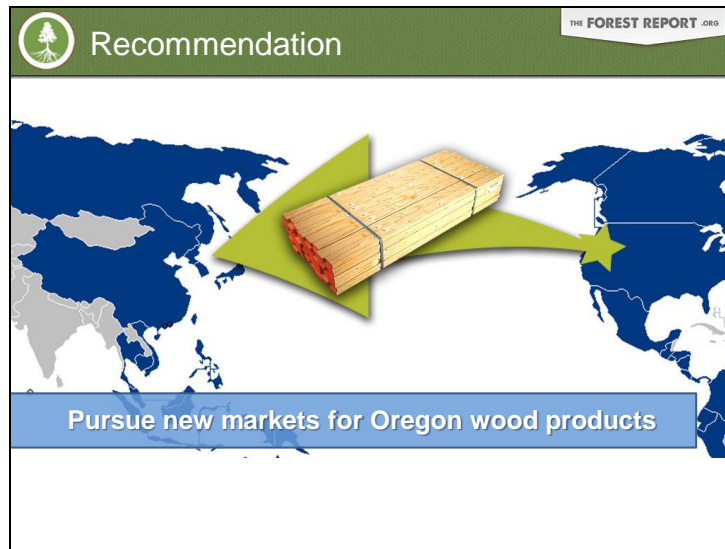 Recommendation
THE FOREST REPORT .ORG
Pursue new markets for Oregon wood products